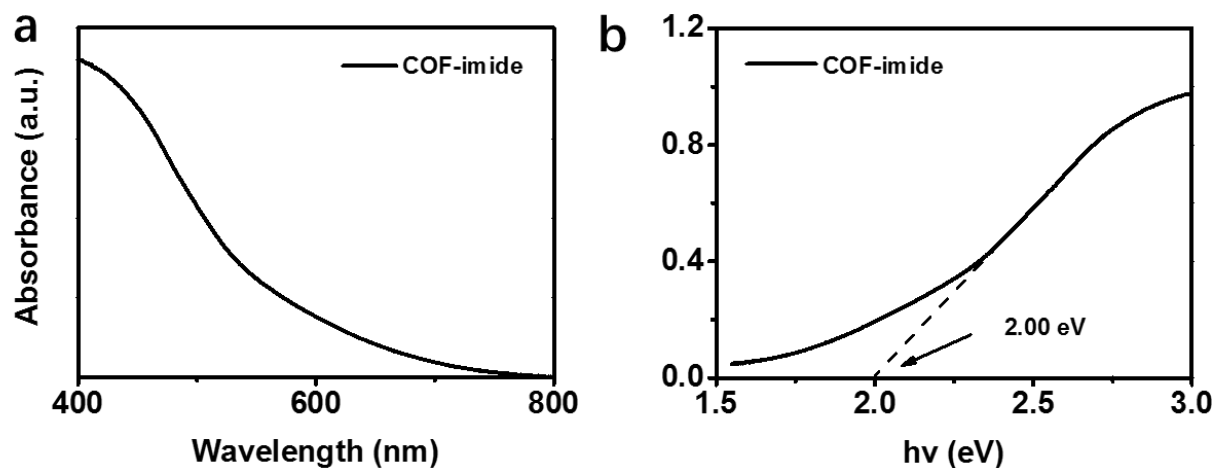 a
COF-imide
Absorbance (a.u.)
400
600
800
Wavelength (nm)
b
COF-imide
1.2
0.8
0.4
0.0
2.00 eV
1.5
2.0
2.5
3.0
hv (eV)